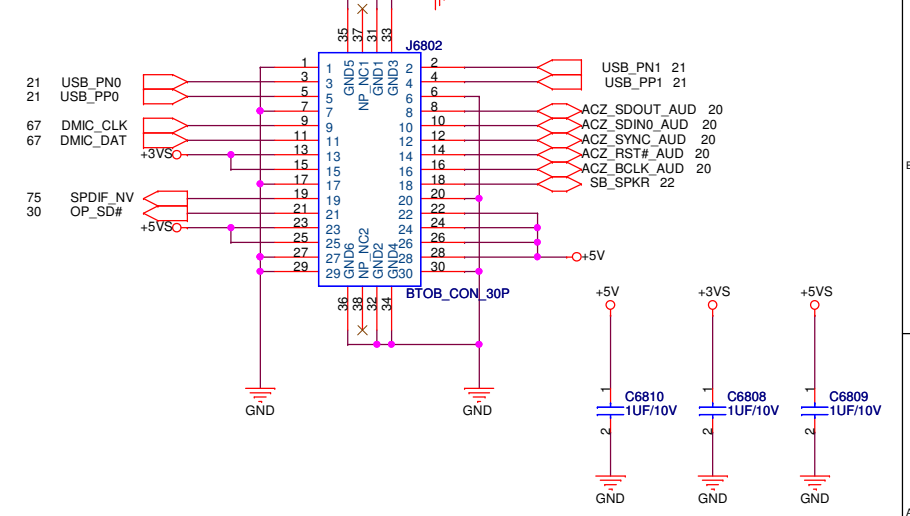 35 37 31 33
J6802
1 1 GND5 NP_NC1 GND1 GND3 2 2 USB_PN1 21
21 USB_PN0 3 3 4 4 USB_PP1 21
21 USB_PP0 5 5 6 6
7 7 8 8 ACZ_SDOUT_AUD 20
67 DMIC_CLK 9 9 10 10 ACZ_SDIN0_AUD 20
67 DMIC_DAT 11 11 12 12 ACZ_SYNC_AUD 20
+3VS 13 13 14 14 ACZ_RST#_AUD 20
15 15 16 16 ACZ_BCLK_AUD 20
17 17 18 18 SB_SPKR 22
75 SPDIF_NV 19 19 20 20
30 OP_SD# 21 21 22 22
+5VS 23 23 24 24
25 25 26 26
27 27 28 28 +5V
29 29 GND6 NP_NC2 GND2 GND4 30 30
BTOB_CON_30P
36 38 32 34
GND GND
+5V +3VS +5VS
1 1 1
C6810 C6808 C6809
1UF/10V 1UF/10V 1UF/10V
2 2 2
GND GND GND